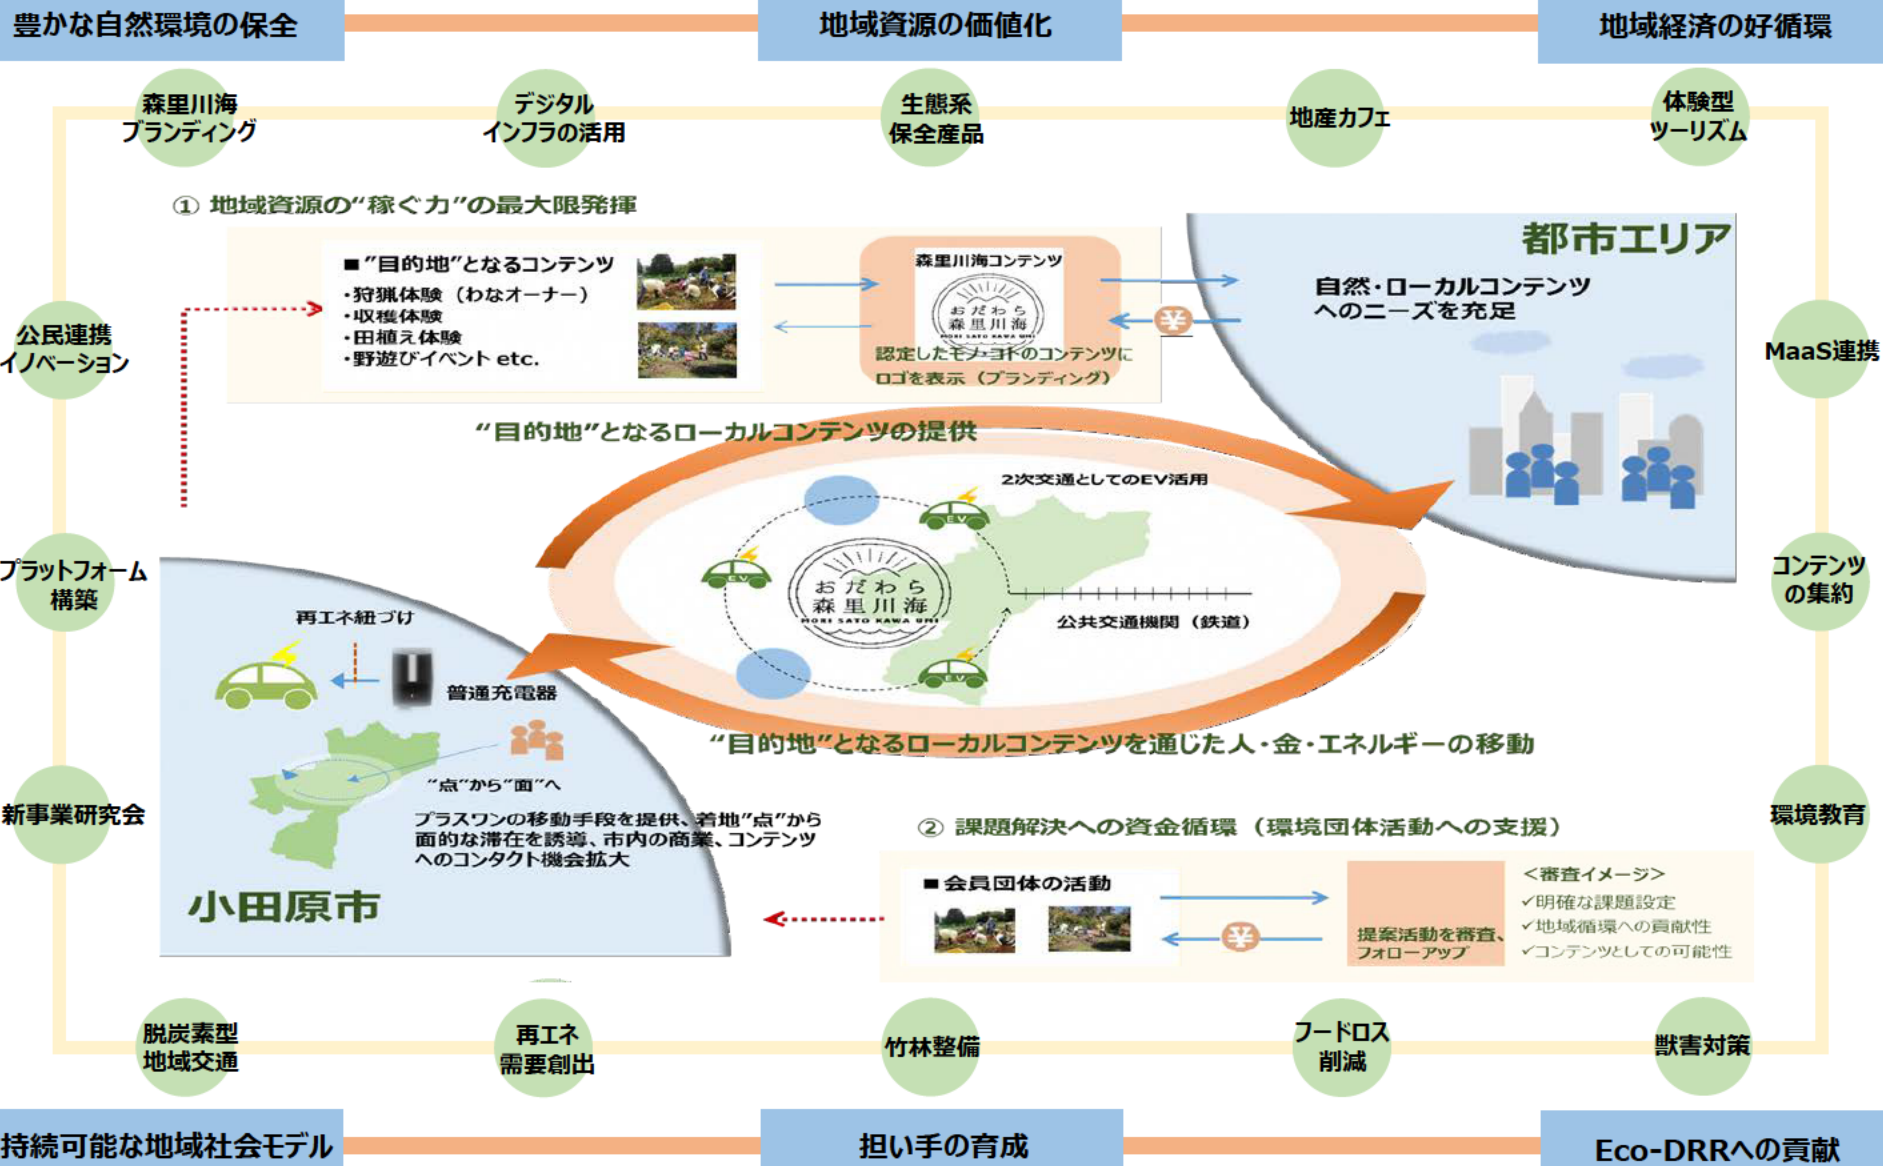 豊かな自然環境の保全
地域資源の価値化
地域経済の好循環
森里川海
ブランディング
デジタル
インフラの活用
生態系
保全産品
地産カフェ
体験型
ツーリズム
① 地域資源の“稼ぐ力”の最大限発揮
■“目的地”となるコンテンツ
・狩猟体験（わなオーナー）
・収穫体験
・田植え体験
・野遊びイベント etc.
森里川海コンテンツ
おだわら
森里川海
MORI SATO KAWA UMI
認定したモノ・コトのコンテンツに
ロゴを表示（ブランディング）
¥
都市エリア
自然・ローカルコンテンツ
へのニーズを充足
公民連携
イノベーション
MaaS連携
“目的地”となるローカルコンテンツの提供
2次交通としてのEV活用
EV
EV
おだわら
森里川海
MORI SATO KAWA UMI
公共交通機関（鉄道）
EV
プラットフォーム
構築
コンテンツ
の集約
再エネ紐づけ
普通充電器
“点”から“面”へ
プラスワンの移動手段を提供、着地“点”から
面的な滞在を誘導、市内の商業、コンテンツ
へのコンタクト機会拡大
小田原市
“目的地”となるローカルコンテンツを通じた人・金・エネルギーの移動
新事業研究会
環境教育
② 課題解決への資金循環（環境団体活動への支援）
■会員団体の活動
¥
提案活動を審査、
フォローアップ
＜審査イメージ＞
✓明確な課題設定
✓地域循環への貢献性
✓コンテンツとしての可能性
脱炭素型
地域交通
再エネ
需要創出
竹林整備
フードロス
削減
獣害対策
持続可能な地域社会モデル
担い手の育成
Eco-DRRへの貢献